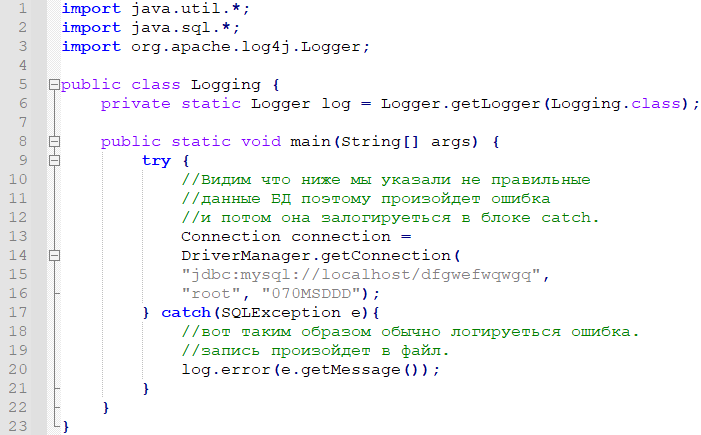 1 import java.util.*;
2 import java.sql.*;
3 import org.apache.log4j.Logger;
4
5 public class Logging {
6     private static Logger log = Logger.getLogger(Logging.class);
7
8     public static void main(String[] args) {
9         try {
10             //Видим что ниже мы указали не правильные
11             //данные БД поэтому произойдет ошибка
12             //и потом она залогируеться в блоке catch.
13             Connection connection =
14             DriverManager.getConnection(
15             "jdbc:mysql://localhost/dfgwefwqwgq",
16             "root", "070MSDDD");
17         } catch(SQLException e){
18             //вот таким образом обычно логируеться ошибка.
19             //запись произойдет в файл.
20             log.error(e.getMessage());
21         }
22     }
23 }